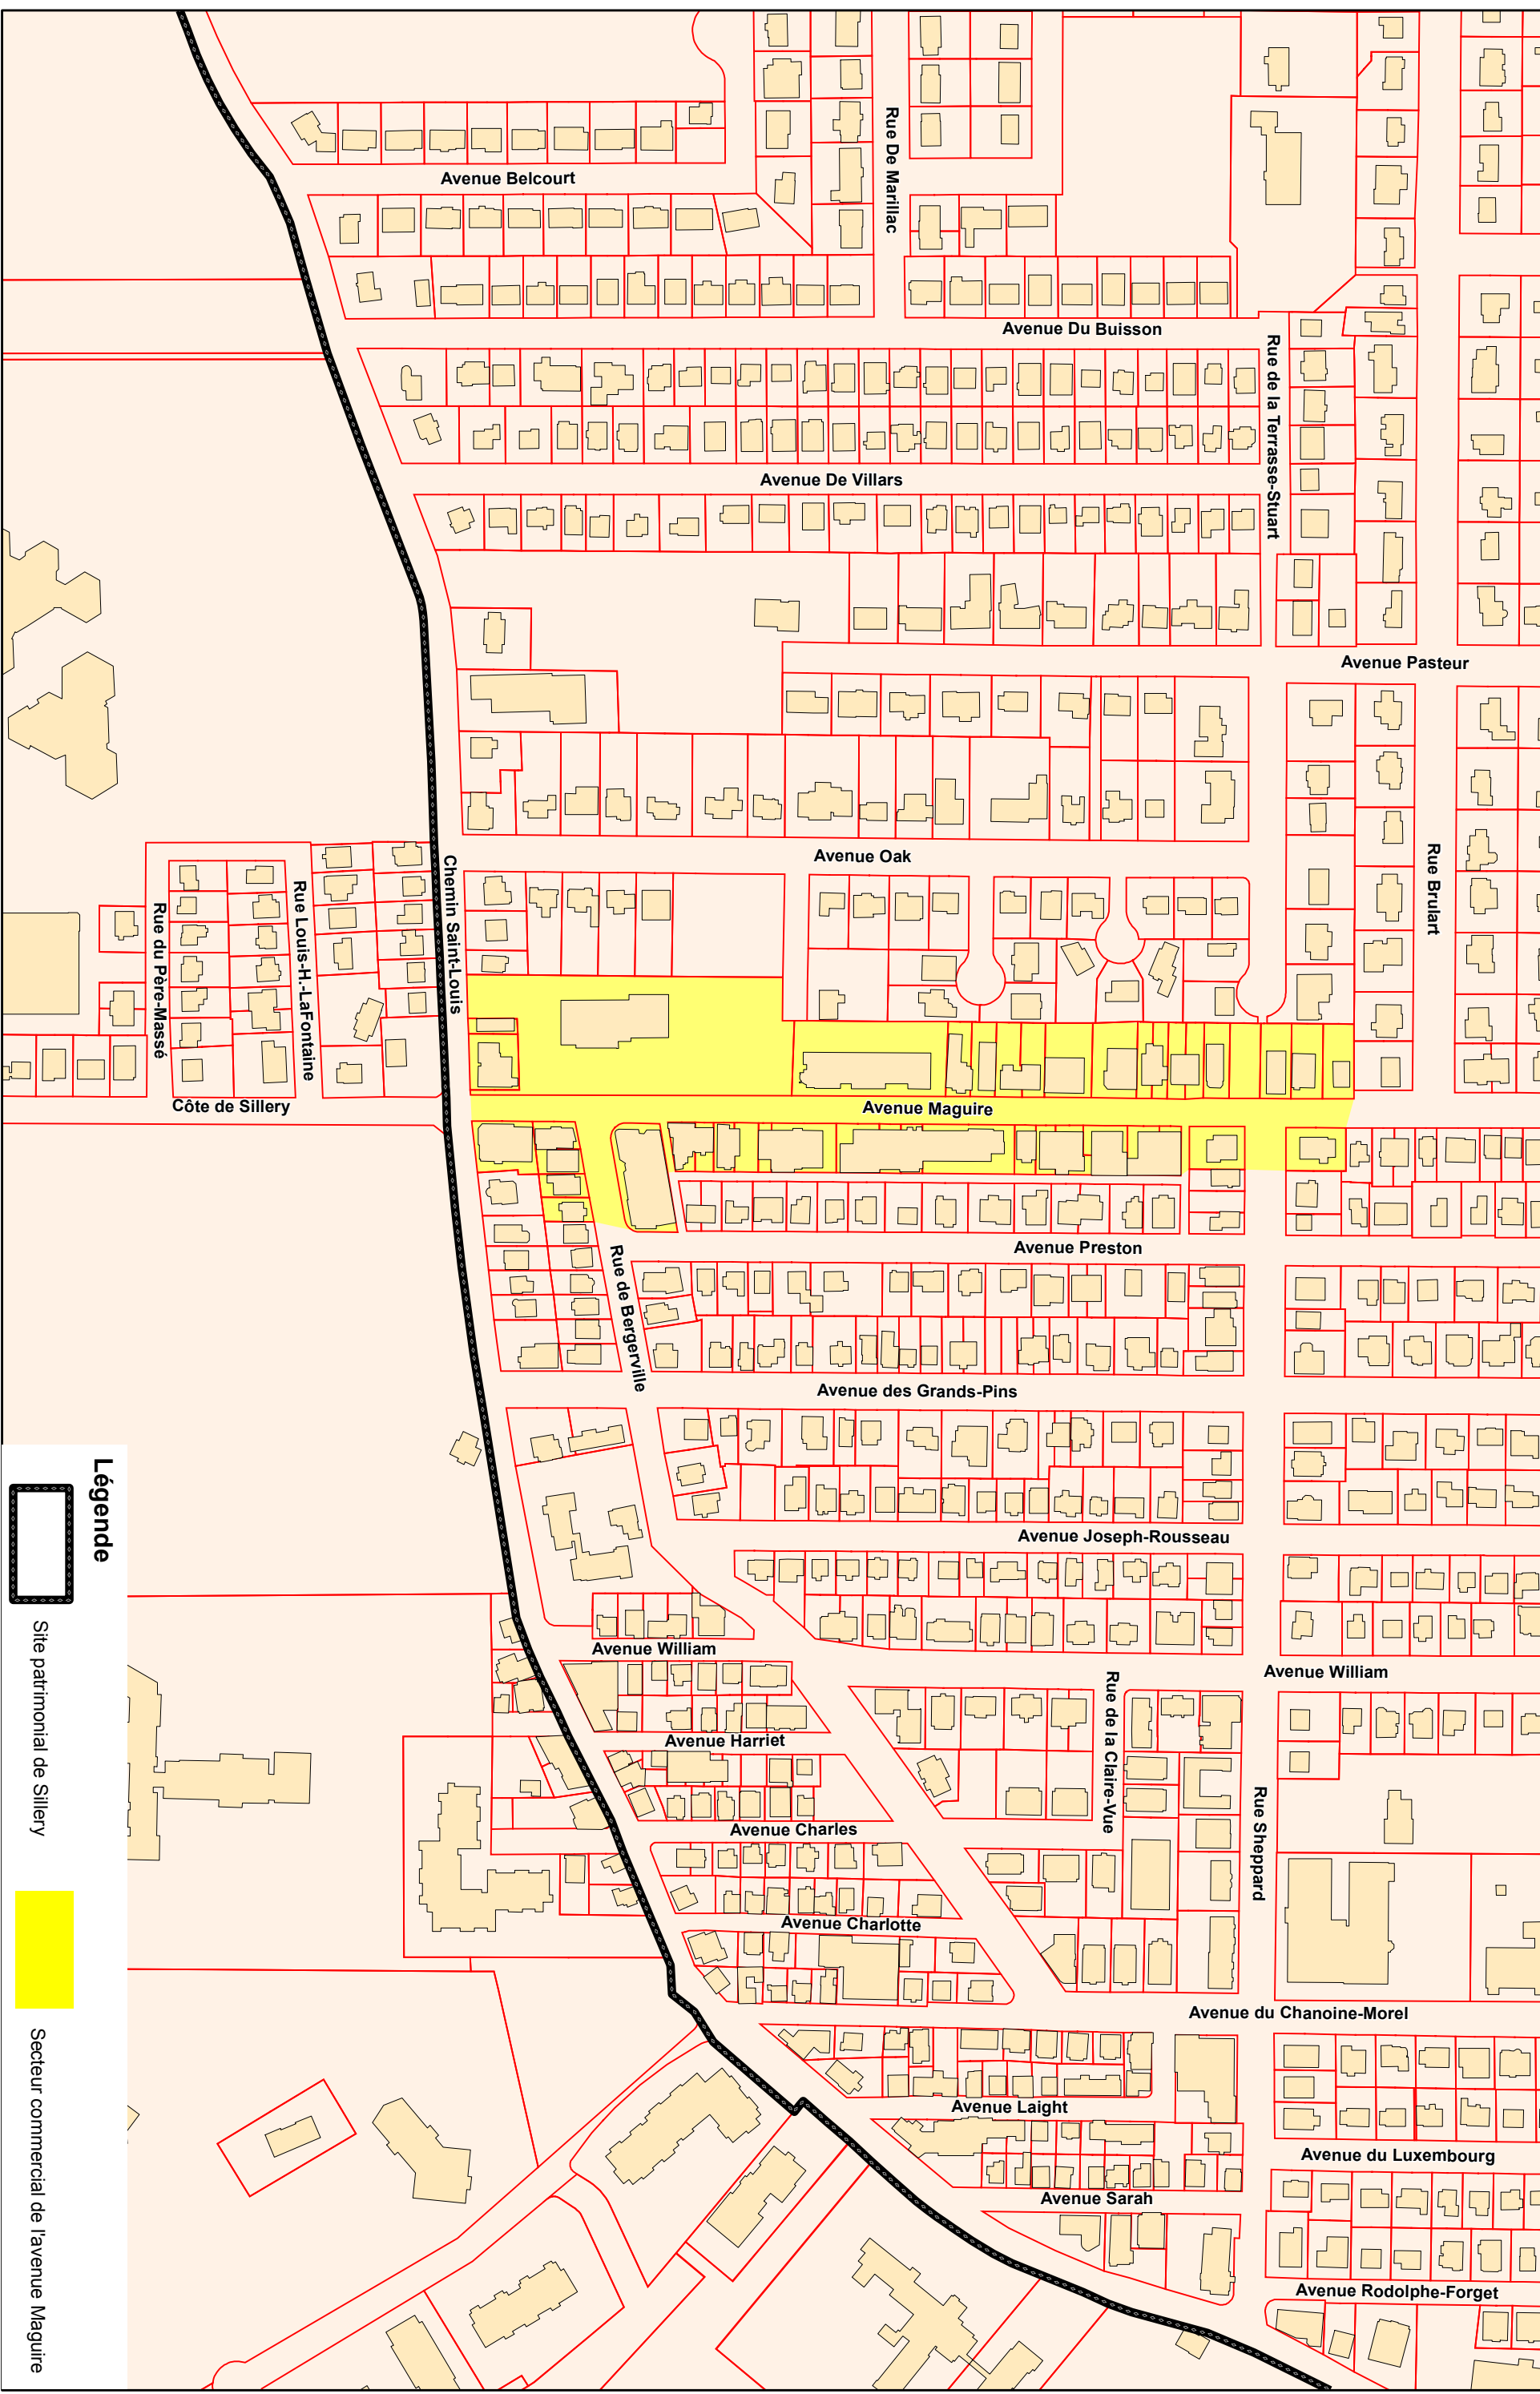 Avenue Belcourt
Rue De Marillac
Avenue Du Buisson
Rue de la Terrasse-Stuart
Avenue De Villars
Avenue Pasteur
Rue Brulart
Avenue Oak
Chemin Saint-Louis
Rue Louis-H.-LaFontaine
Rue du Père-Massé
Côte de Sillery
Avenue Maguire
Avenue Preston
Rue de Bergerville
Avenue des Grands-Pins
Avenue Joseph-Rousseau
Avenue William
Avenue William
Rue de la Claire-Vue
Avenue Harriet
Rue Sheppard
Avenue Charles
Avenue Charlotte
Avenue du Chanoine-Morel
Avenue Laight
Avenue du Luxembourg
Avenue Sarah
Avenue Rodolphe-Forget
Légende
Site patrimonial de Sillery
Secteur commercial de l'avenue Maguire